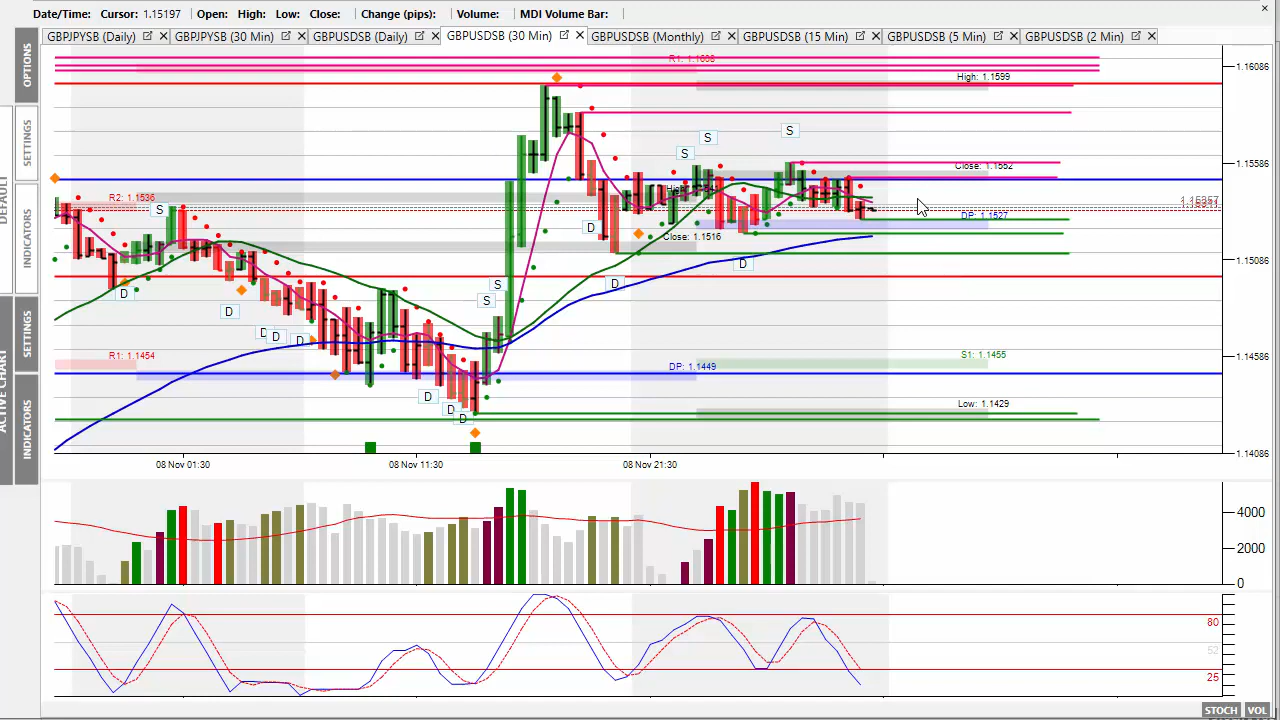 Date/Time: Cursor: 1.15197 Open: High: Low: Close: Change (pips): Volume: MDI Volume Bar:
GBPJPYSB (Daily) GBPJPYSB (30 Min) GBPUSDSB (Daily) GBPUSDSB (30 Min) GBPUSDSB (Monthly) GBPUSDSB (15 Min) GBPUSDSB (5 Min) GBPUSDSB (2 Min)
OPTIONS
SETTINGS
INDICATORS
DEFAULT
SETTINGS
INDICATORS
ACTIVE CHART
R1: 1.1608
1.16086
High: 1.1599
S
S
S
1.15586
Close: 1.1552
R2: 1.1536
S
DP: 1.1527
D
Close: 1.1516
1.15086
D
D
D
S
S
D
D
D
D
R1: 1.1454
1.14586
S1: 1.1455
DP: 1.1449
D
D
D
Low: 1.1429
1.14086
08 Nov 01:30 08 Nov 11:30 08 Nov 21:30
4000
2000
0
80
52
25
STOCH VOL